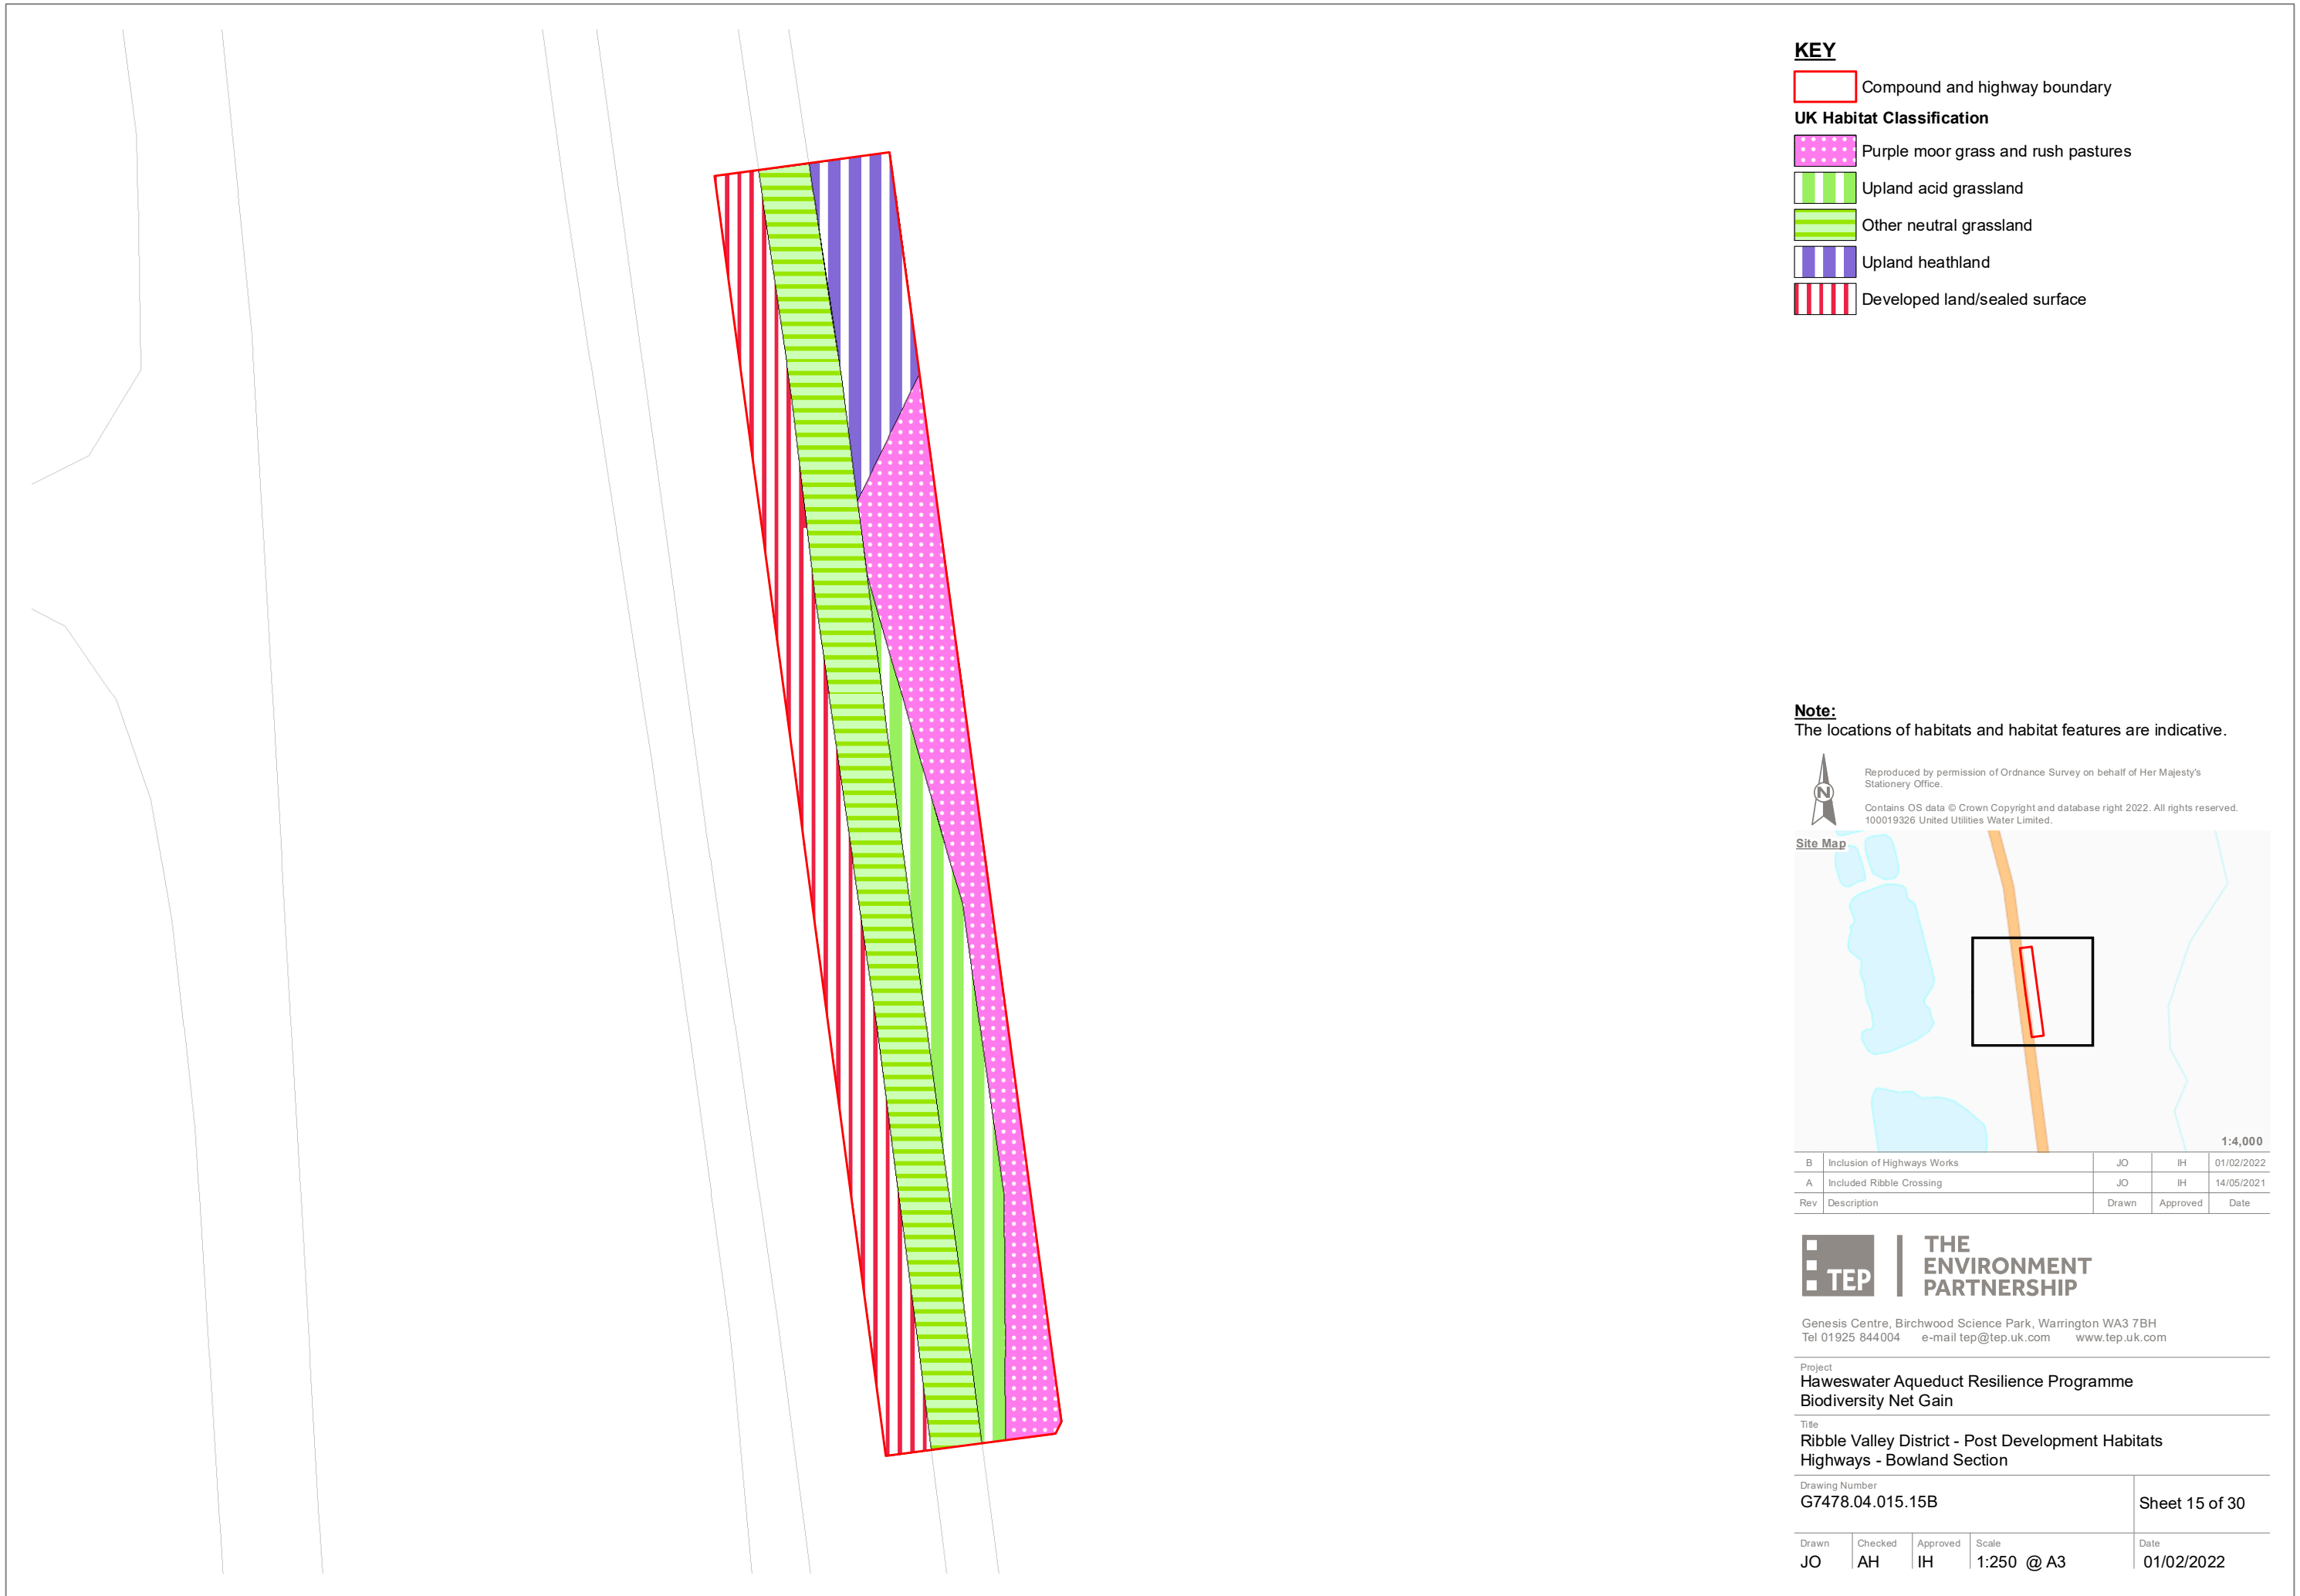 KEY
Compound and highway boundary
UK Habitat Classification
Purple moor grass and rush pastures
Upland acid grassland
Other neutral grassland
Upland heathland
Developed land/sealed surface
Note:
The locations of habitats and habitat features are indicative.
N
Reproduced by permission of Ordnance Survey on behalf of Her Majesty's
Stationery Office.
Contains OS data © Crown Copyright and database right 2022. All rights reserved.
100019326 United Utilities Water Limited.
Site Map
1:4,000
B Inclusion of Highways Works JO IH 01/02/2022
A Included Ribble Crossing JO IH 14/05/2021
Rev Description Drawn Approved Date
TEP
THE
ENVIRONMENT
PARTNERSHIP
Genesis Centre, Birchwood Science Park, Warrington WA3 7BH
Tel 01925 844004 e-mail tep@tep.uk.com www.tep.uk.com
Project
Haweswater Aqueduct Resilience Programme
Biodiversity Net Gain
Title
Ribble Valley District - Post Development Habitats
Highways - Bowland Section
Drawing Number
G7478.04.015.15B
Sheet 15 of 30
Drawn Checked Approved Scale Date
JO AH IH 1:250 @ A3 01/02/2022